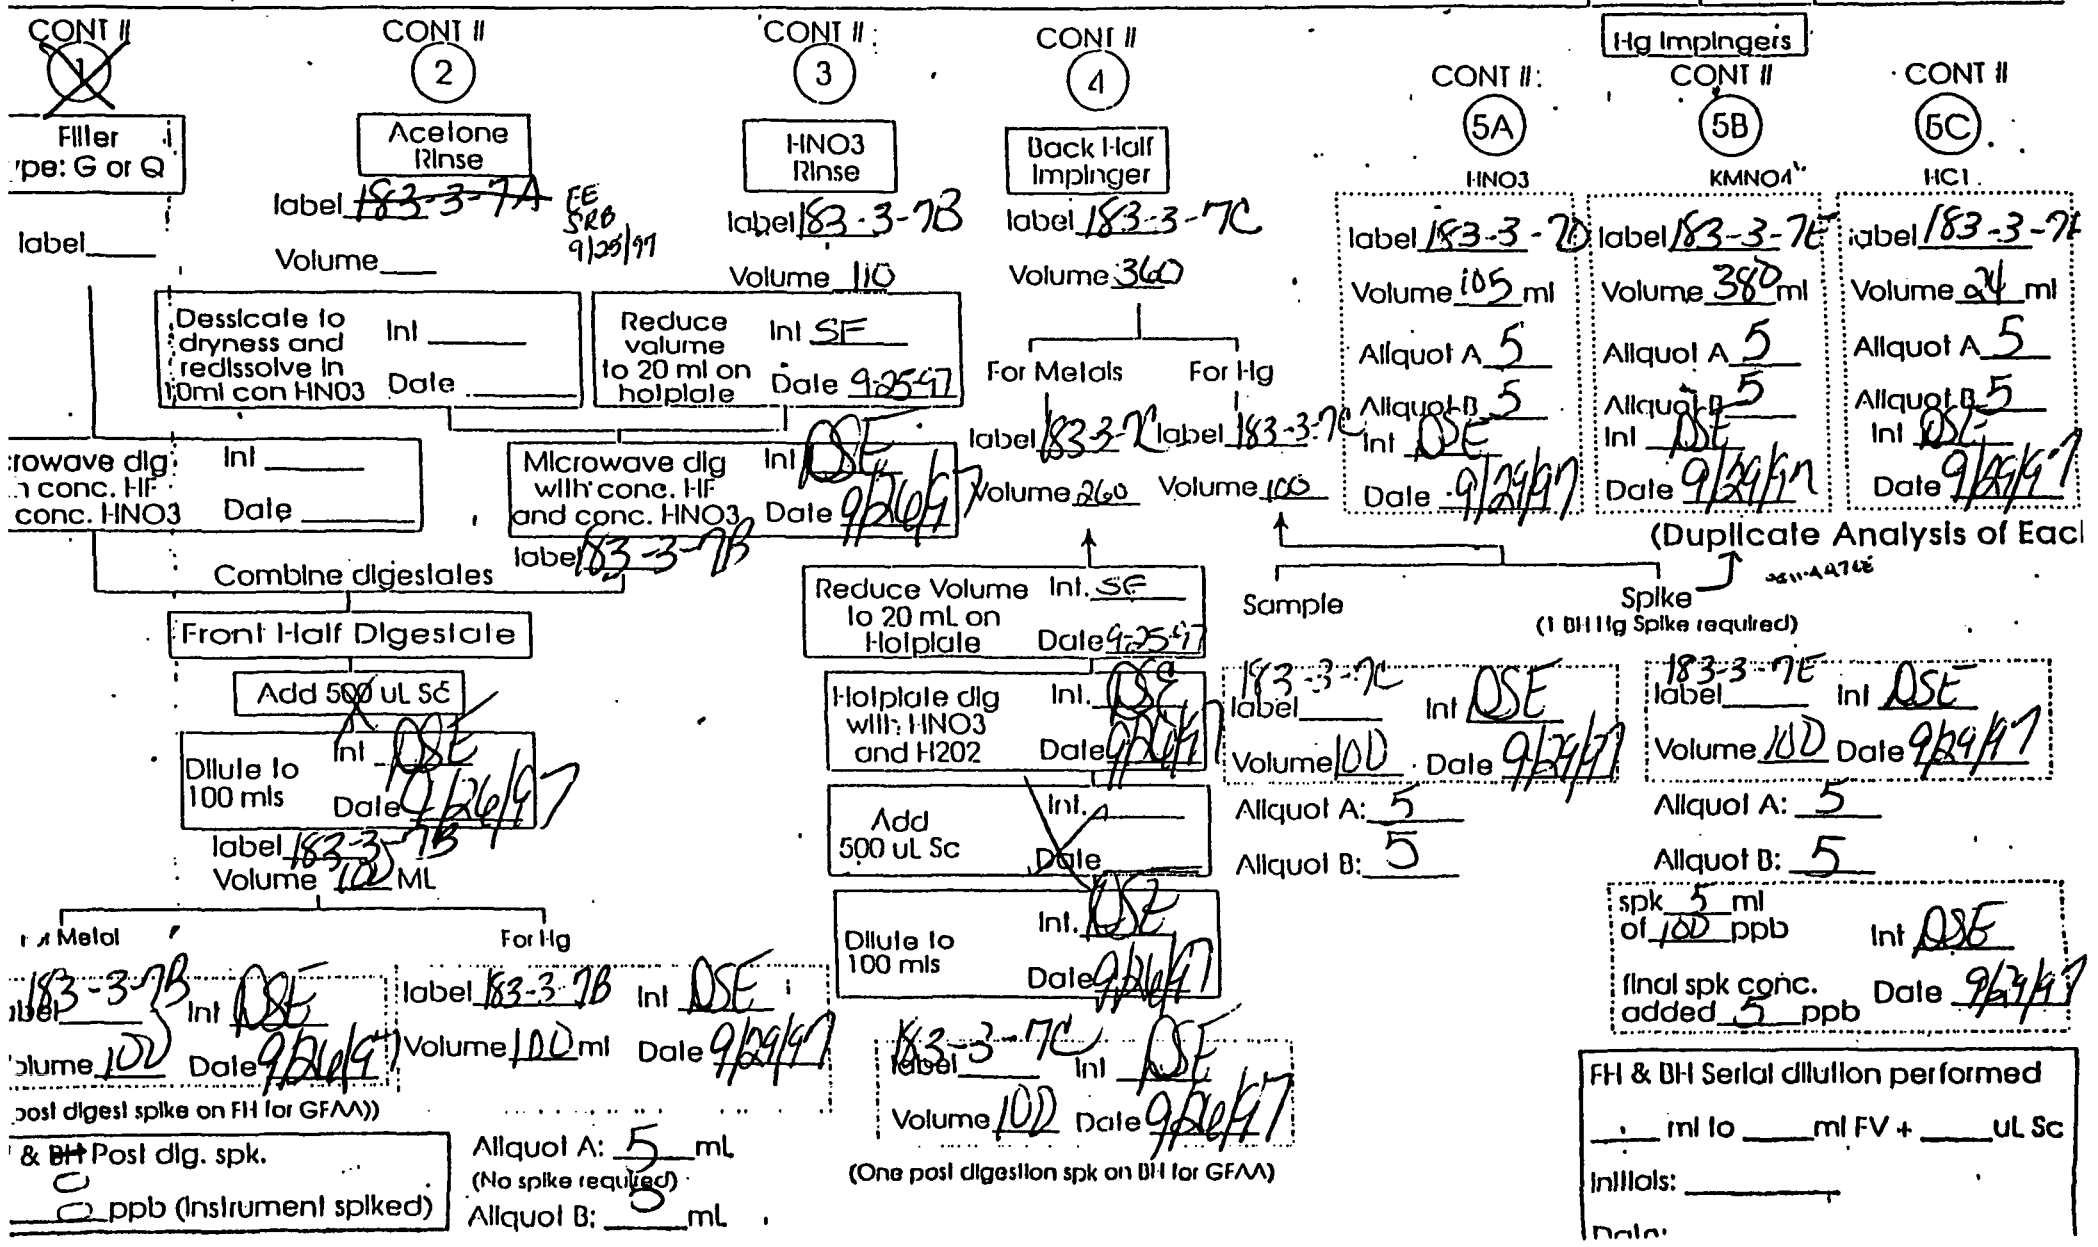 Hg Impingers
CONT #
1
Filter
ype: G or Q
label
CONT #
2
Acetone
Rinse
label 183-3-7A
EE
SRB
9/25/97
Volume
CONT #:
3
HNO3
Rinse
label 183-3-7B
Volume 110
CONT #
4
Back Half
Impinger
label 183-3-7C
Volume 360
CONT #:
5A
HNO3
label 183-3-7D
Volume 105 ml
Aliquot A 5
Aliquot B 5
Int DSE
Date 9/29/97
CONT #
5B
KMNO4
label 183-3-7E
Volume 380 ml
Aliquot A 5
Aliquot B 5
Int DSE
Date 9/29/97
CONT #
5C
HC1
label 183-3-7F
Volume 24 ml
Aliquot A 5
Aliquot B 5
Int DSE
Date 9/29/97
(Duplicate Analysis of Each
Dessicate to
dryness and
redissolve in
10ml con HNO3
Int
Date
Reduce
volume
to 20 ml on
hotplate
Int SF
Date 9-25-97
For Metals
label 183-3-7C
Volume 260
For Hg
label 183-3-7C
Volume 100
rowave dig
conc. HF
conc. HNO3
Int
Date
Microwave dig
with conc. HF
and conc. HNO3
Int DSE
Date 9/26/97
label 183-3-7B
Combine digestates
Front Half Digestate
Add 500 uL Sc
Dilute to
100 mls
Int DSE
Date 9/26/97
label 183-3-7B
Volume 100 ML
Metal
183-3-7B
abel
Int DSE
olume 100
Date 9/26/97
post digest spike on FH for GFAA))
& BH Post dig. spk.
0
0 ppb (Instrument spiked)
For Hg
label 183-3-7B Int DSE
Volume 100 ml Date 9/29/97
Aliquot A: 5 mL
(No spike required)
Aliquot B: 5 mL
Reduce Volume
to 20 mL on
Hotplate
Int. SF
Date 9-25-97
Hotplate dig
with HNO3
and H202
Int. DSE
Date 9/26/97
Add
500 uL Sc
Int.
Date
Dilute to
100 mls
Int. DSE
Date 9/26/97
183-3-7C
label
Int DSE
Volume 100 Date 9/26/97
(One post digestion spk on BH for GFAA)
Sample
Spike
(1 BH Hg Spike required)
183-3-7C
label
Int DSE
Volume 100 Date 9/29/97
Aliquot A: 5
Aliquot B: 5
183-3-7E
label
Int DSE
Volume 100 Date 9/29/97
Aliquot A: 5
Aliquot B: 5
spk 5 ml
of 100 ppb
Int DSE
final spk conc.
added 5 ppb
Date 9/29/97
FH & BH Serial dilution performed
ml to ml FV + uL Sc
Initials:
Date: